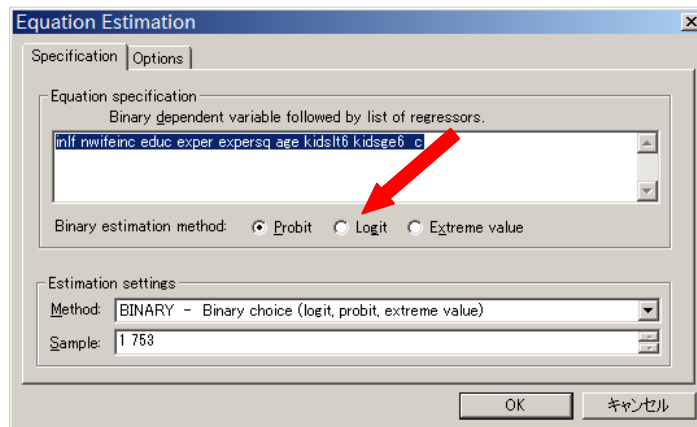 Equation Estimation
Specification Options
Equation specification
Binary dependent variable followed by list of regressors.
inlf nwifeinc educ exper expersq age kidslt6 kidsge6 c
Binary estimation method: Probit Logit Extreme value
Estimation settings
Method: BINARY - Binary choice (logit, probit, extreme value)
Sample: 1 753
OK キャンセル